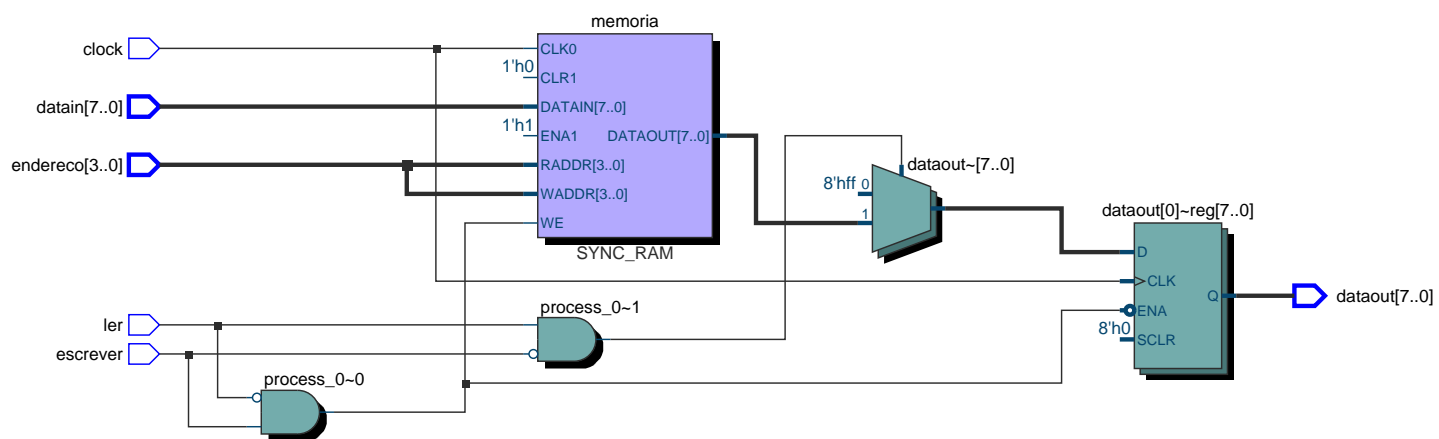 memoria
clock
CLK0
1'h0
CLR1
datain[7..0]
DATAIN[7..0]
1'h1
ENA1
DATAOUT[7..0]
endereco[3..0]
RADDR[3..0]
WADDR[3..0]
WE
SYNC_RAM
dataout~[7..0]
8'hff
0
1
dataout[0]~reg[7..0]
D
CLK
Q
dataout[7..0]
ENA
8'h0
SCLR
process_0~1
ler
escrever
process_0~0